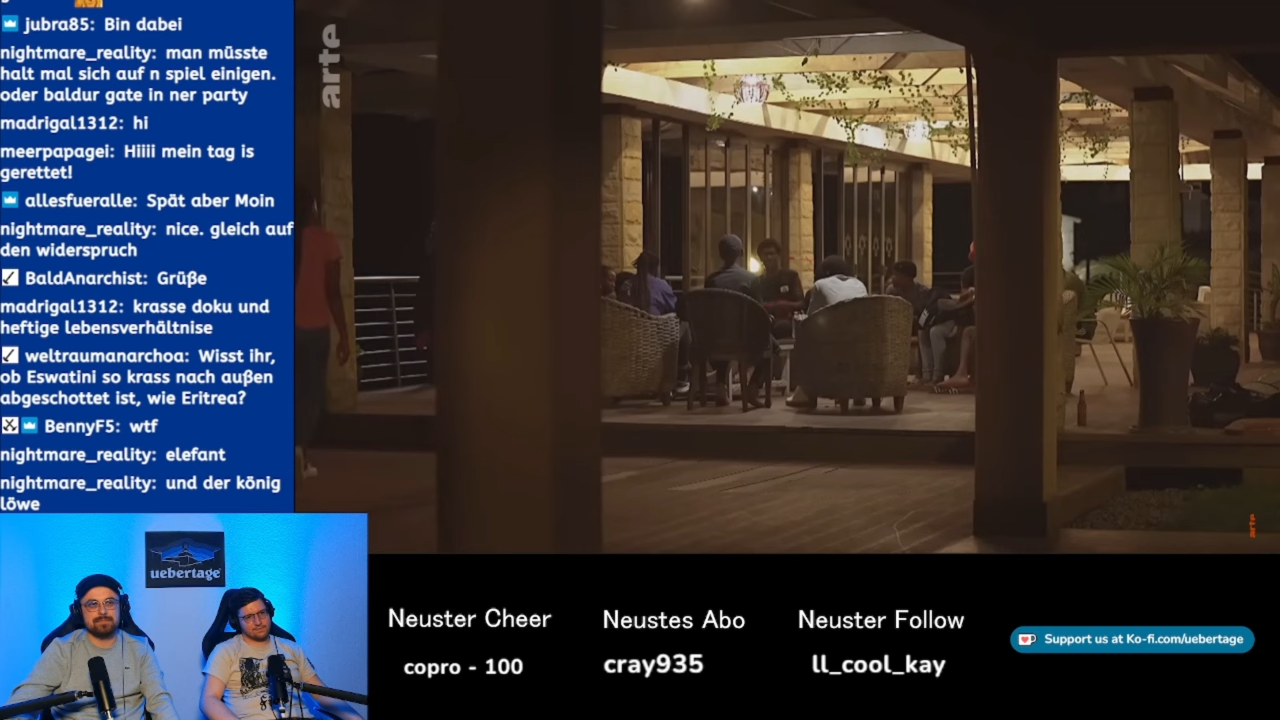 jubra85: Bin dabei
nightmare_reality: man müsste
halt mal sich auf n spiel einigen.
oder baldur gate in ner party
madrigal1312: hi
meerpapagei: Hiiii mein tag is
gerettet!
allesfueralle: Spät aber Moin
nightmare_reality: nice. gleich auf
den widerspruch
BaldAnarchist: Grüße
madrigal1312: krasse doku und
heftige lebensverhältnise
weltraumanarchoa: Wisst ihr,
ob Eswatini so krass nach außen
abgeschottet ist, wie Eritrea?
BennyF5: wtf
nightmare_reality: elefant
nightmare_reality: und der könig
löwe
arte
arte
uebertage
Neuster Cheer
copro - 100
Neustes Abo
cray935
Neuster Follow
ll_cool_kay
Support us at Ko-fi.com/uebertage